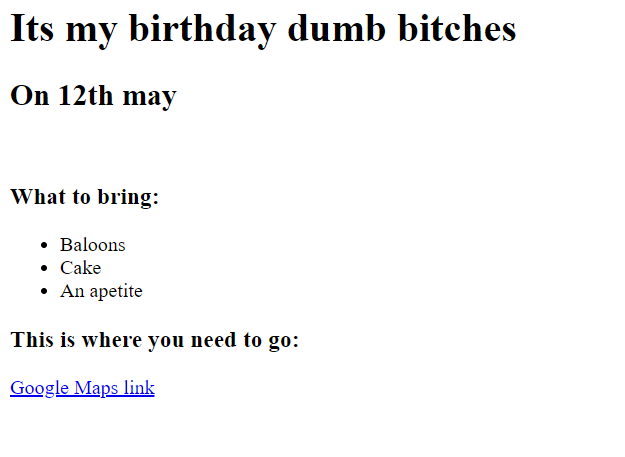 Its my birthday dumb bitches
On 12th may
What to bring:
Baloons
Cake
An apetite
This is where you need to go:
Google Maps link